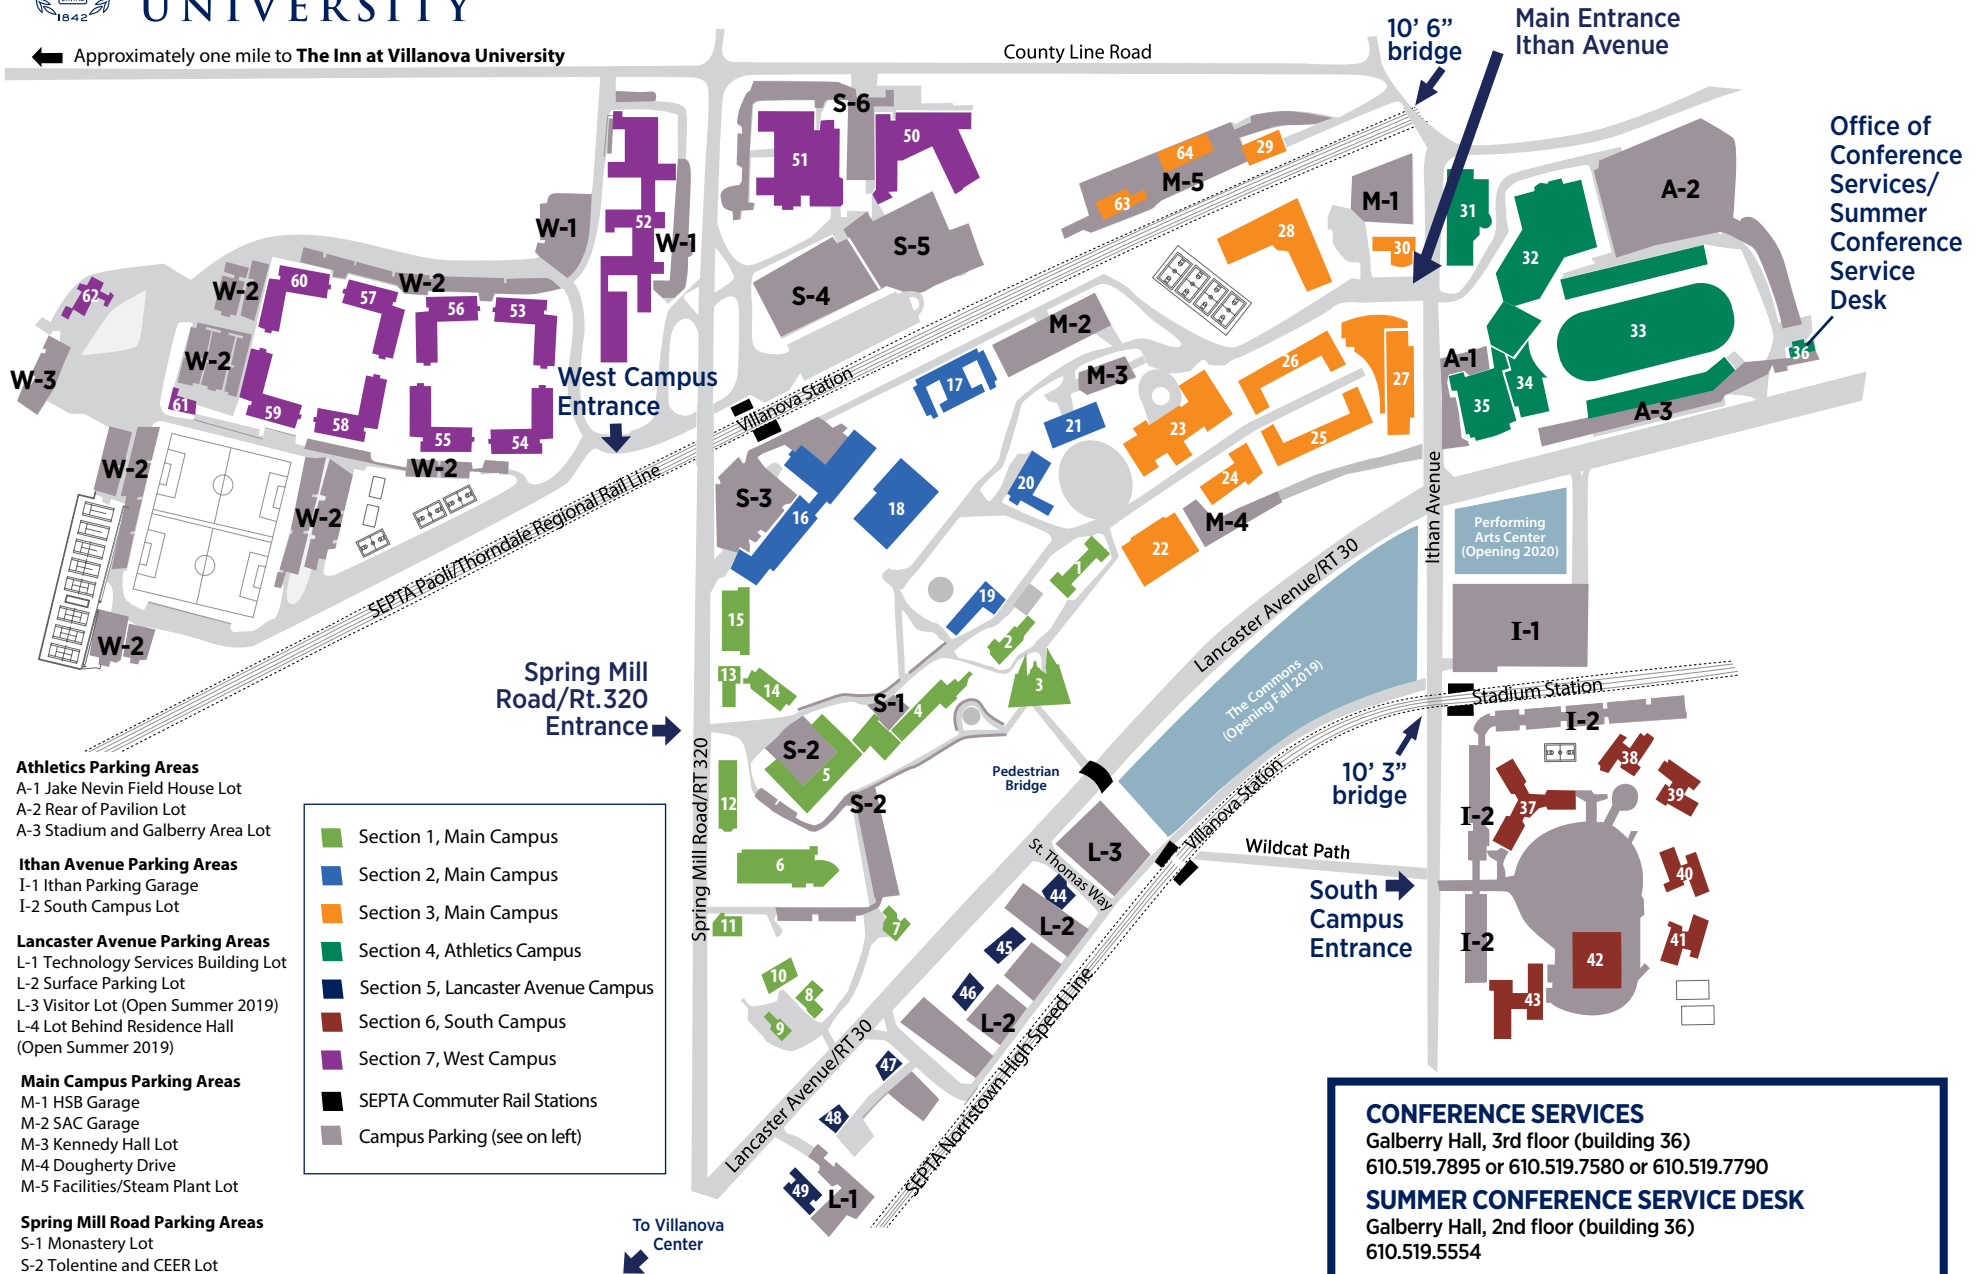 UNIVERSITY
1842
Approximately one mile to The Inn at Villanova University
County Line Road
10’ 6”
bridge
Main Entrance
Ithan Avenue
Office of
Conference
Services/
Summer
Conference
Service
Desk
S-6
50
51
52
W-1
W-1
64
29
M-5
63
M-1
31
A-2
32
30
28
S-5
S-4
33
36
W-2
W-2
62
60
57
56
53
W-2
W-3
61
59
58
55
54
W-2
W-2
W-2
W-2
West Campus
Entrance
Villanova Station
SEPTA Paoli/Thorndale Regional Rail Line
M-2
M-3
17
21
20
23
26
27
25
24
A-1
34
35
A-3
S-3
16
18
M-4
22
1
19
2
3
15
13
14
S-1
4
S-2
5
12
S-2
6
11
7
10
8
9
Ithan Avenue
Performing
Arts Center
(Opening 2020)
I-1
Lancaster Avenue/RT 30
The Commons
(Opening Fall 2019)
Stadium Station
I-2
38
39
37
I-2
40
41
I-2
42
43
10’ 3”
bridge
Spring Mill
Road/Rt.320
Entrance
Spring Mill Road/RT 320
Pedestrian
Bridge
Villanova Station
Wildcat Path
South
Campus
Entrance
L-3
St. Thomas Way
44
L-2
45
46
L-2
47
48
49
L-1
Lancaster Avenue/RT 30
SEPTA Norristown High Speed Line
To Villanova
Center
Athletics Parking Areas
A-1 Jake Nevin Field House Lot
A-2 Rear of Pavilion Lot
A-3 Stadium and Galberry Area Lot
Ithan Avenue Parking Areas
I-1 Ithan Parking Garage
I-2 South Campus Lot
Lancaster Avenue Parking Areas
L-1 Technology Services Building Lot
L-2 Surface Parking Lot
L-3 Visitor Lot (Open Summer 2019)
L-4 Lot Behind Residence Hall
(Open Summer 2019)
Main Campus Parking Areas
M-1 HSB Garage
M-2 SAC Garage
M-3 Kennedy Hall Lot
M-4 Dougherty Drive
M-5 Facilities/Steam Plant Lot
Spring Mill Road Parking Areas
S-1 Monastery Lot
S-2 Tolentine and CEER Lot
Section 1, Main Campus
Section 2, Main Campus
Section 3, Main Campus
Section 4, Athletics Campus
Section 5, Lancaster Avenue Campus
Section 6, South Campus
Section 7, West Campus
SEPTA Commuter Rail Stations
Campus Parking (see on left)
CONFERENCE SERVICES
Galberry Hall, 3rd floor (building 36)
610.519.7895 or 610.519.7580 or 610.519.7790
SUMMER CONFERENCE SERVICE DESK
Galberry Hall, 2nd floor (building 36)
610.519.5554